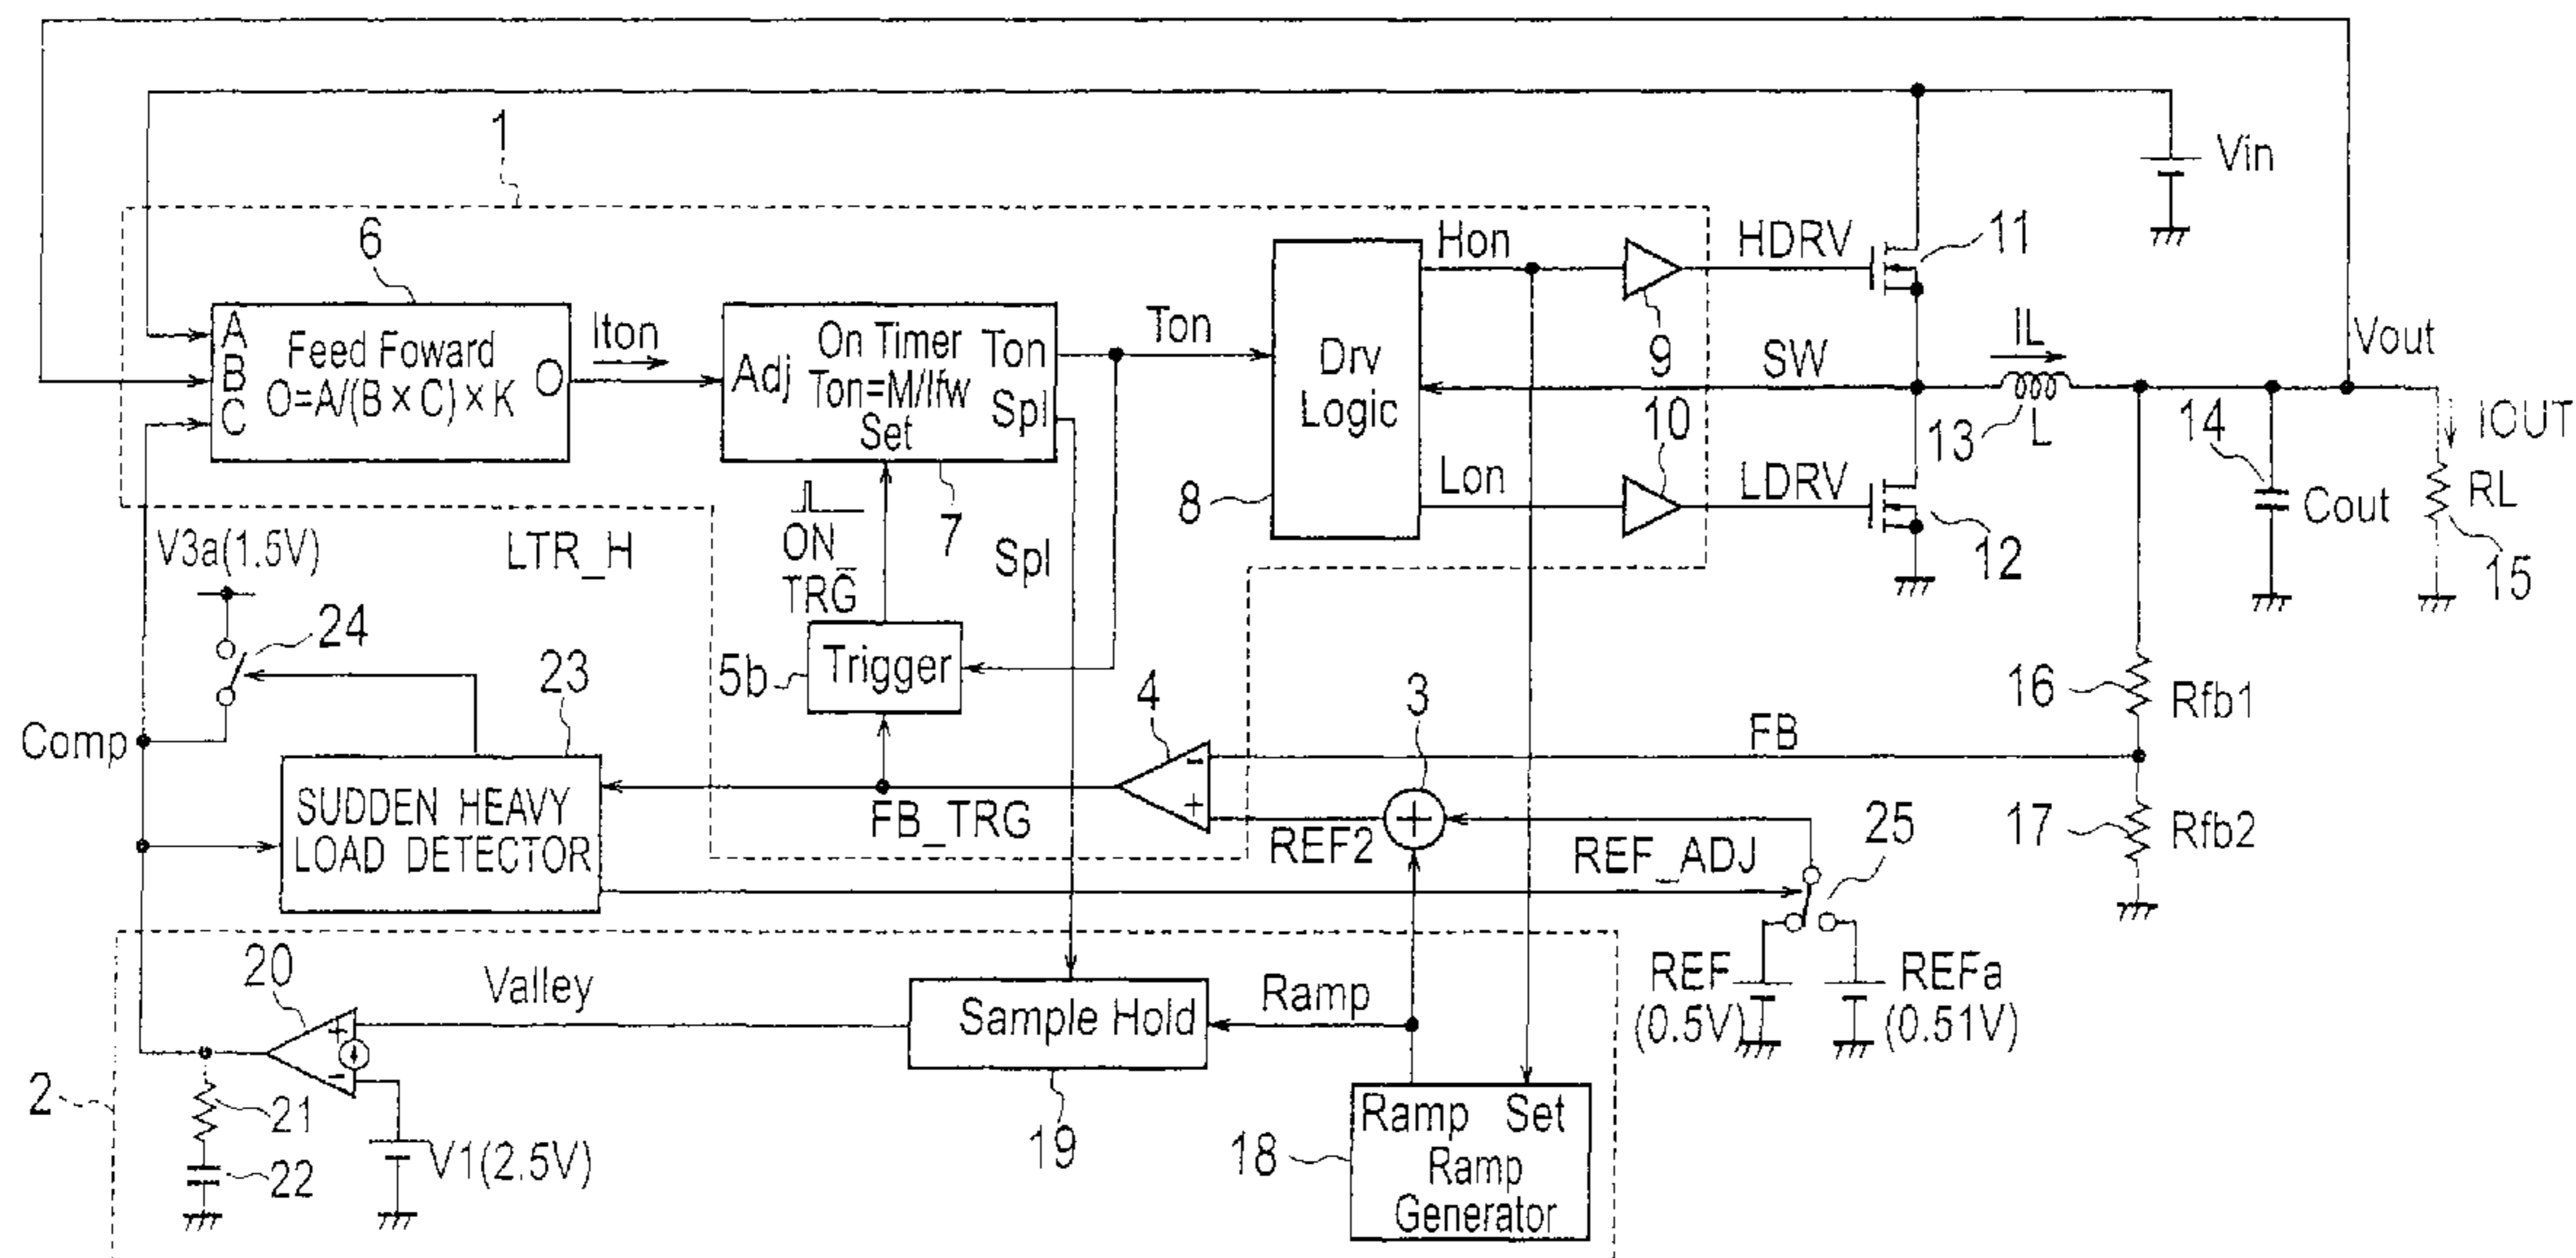 1
Vin
6
A
B
C
Feed Foward
O=A/(B×C)×K
O
Iton
Adj
On Timer
Ton=M/Ifw
Set
Ton
Spl
7
Ton
Drv
Logic
8
Hon
9
HDRV
11
SW
IL
13
L
Vout
Lon
10
LDRV
12
14
Cout
IOUT
RL
15
V3a(1.5V)
LTR_H
ON_
TRG
Spl
24
5b
Trigger
16
Rfb1
Comp
23
SUDDEN HEAVY
LOAD DETECTOR
FB_TRG
4
-
+
3
+
FB
REF2
REF_ADJ
25
17
Rfb2
REF
(0.5V)
REFa
(0.51V)
2
20
+
-
Valley
Sample Hold
19
Ramp
21
22
V1(2.5V)
18
Ramp Set
Ramp
Generator